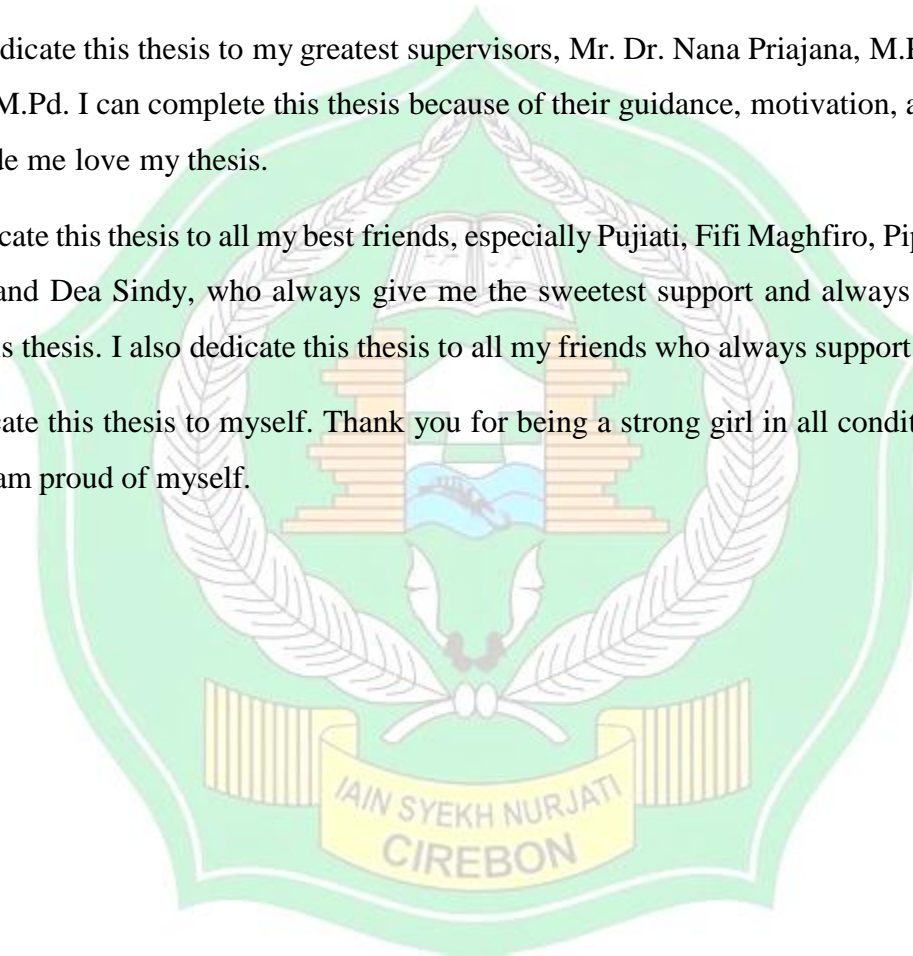 dicate this thesis to my greatest supervisors, Mr. Dr. Nana Priajana, M.
M.Pd. I can complete this thesis because of their guidance, motivation, a
de me love my thesis.
cate this thesis to all my best friends, especially Pujiati, Fifi Maghfiro, Pip
and Dea Sindy, who always give me the sweetest support and always
s thesis. I also dedicate this thesis to all my friends who always support
cate this thesis to myself. Thank you for being a strong girl in all condit
am proud of myself.
IAIN SYEKH NURJATI
CIREBON